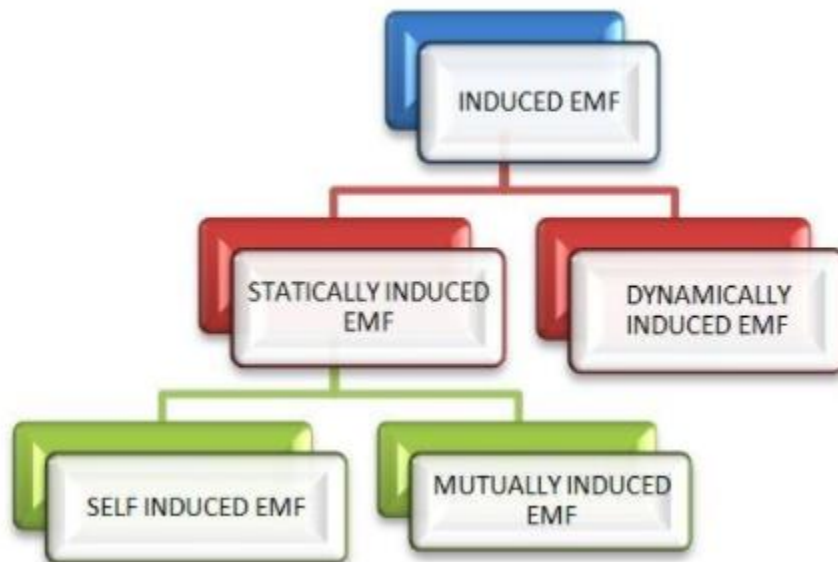 INDUCED EMF
STATICALLY INDUCED
EMF
DYNAMICALLY
INDUCED EMF
SELF INDUCED EMF
MUTUALLY INDUCED
EMF